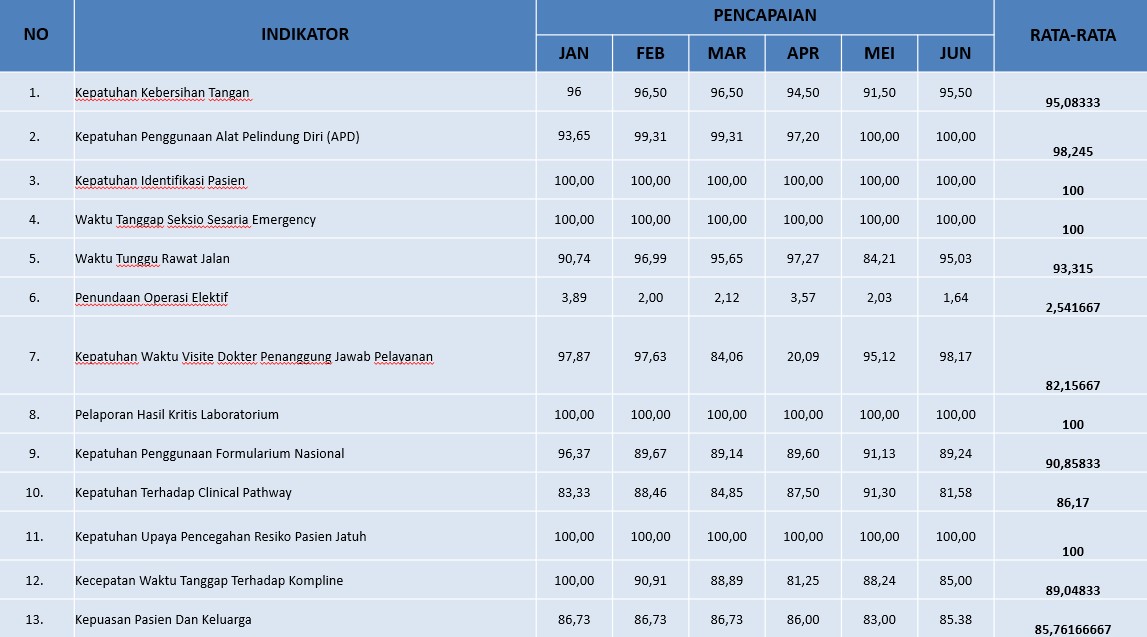 NO INDIKATOR PENCAPAIAN RATA-RATA
JAN FEB MAR APR MEI JUN
1. Kepatuhan Kebersihan Tangan 96 96,50 96,50 94,50 91,50 95,50 95,08333
2. Kepatuhan Penggunaan Alat Pelindung Diri (APD) 93,65 99,31 99,31 97,20 100,00 100,00 98,245
3. Kepatuhan Identifikasi Pasien 100,00 100,00 100,00 100,00 100,00 100,00 100
4. Waktu Tanggap Seksio Sesaria Emergency 100,00 100,00 100,00 100,00 100,00 100,00 100
5. Waktu Tunggu Rawat Jalan 90,74 96,99 95,65 97,27 84,21 95,03 93,315
6. Penundaan Operasi Elektif 3,89 2,00 2,12 3,57 2,03 1,64 2,541667
7. Kepatuhan Waktu Visite Dokter Penanggung Jawab Pelayanan 97,87 97,63 84,06 20,09 95,12 98,17 82,15667
8. Pelaporan Hasil Kritis Laboratorium 100,00 100,00 100,00 100,00 100,00 100,00 100
9. Kepatuhan Penggunaan Formularium Nasional 96,37 89,67 89,14 89,60 91,13 89,24 90,85833
10. Kepatuhan Terhadap Clinical Pathway 83,33 88,46 84,85 87,50 91,30 81,58 86,17
11. Kepatuhan Upaya Pencegahan Resiko Pasien Jatuh 100,00 100,00 100,00 100,00 100,00 100,00 100
12. Kecepatan Waktu Tanggap Terhadap Kompline 100,00 90,91 88,89 81,25 88,24 85,00 89,04833
13. Kepuasan Pasien Dan Keluarga 86,73 86,73 86,73 86,00 83,00 85.38 85,76166667